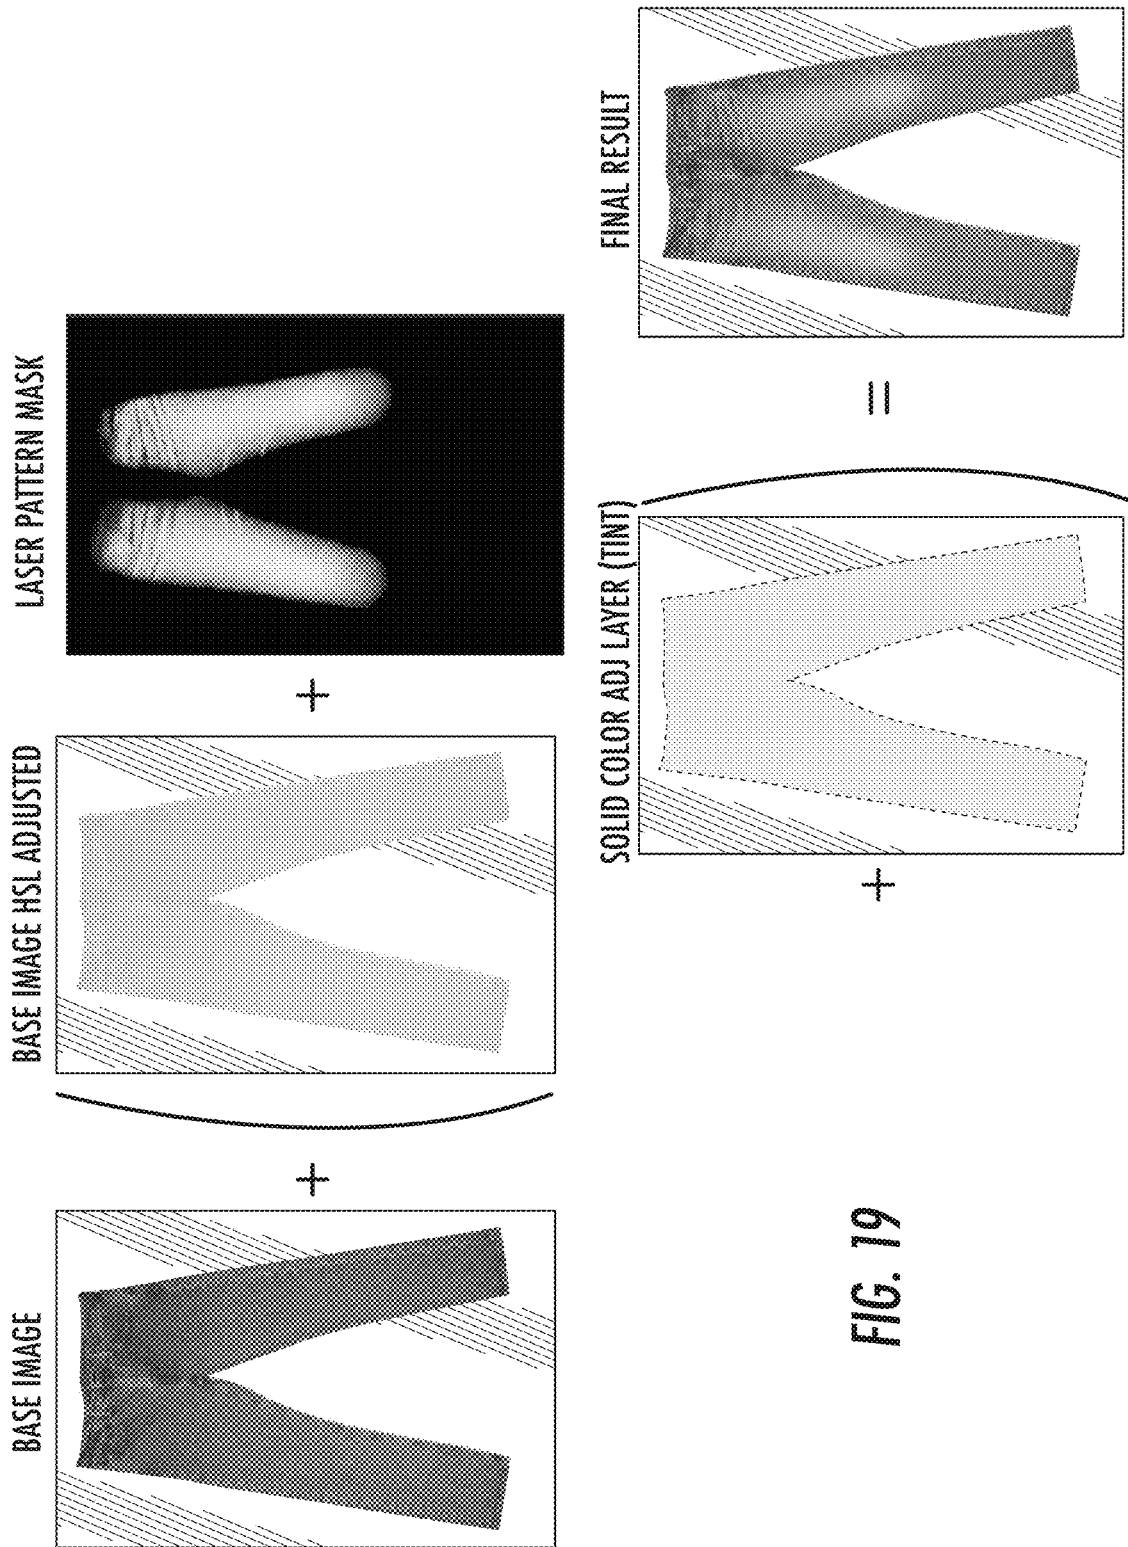 BASE IMAGE
+
(
BASE IMAGE HSL ADJUSTED
+
LASER PATTERN MASK
+
SOLID COLOR ADJ LAYER (TINT)
)
=
FINAL RESULT
FIG. 19